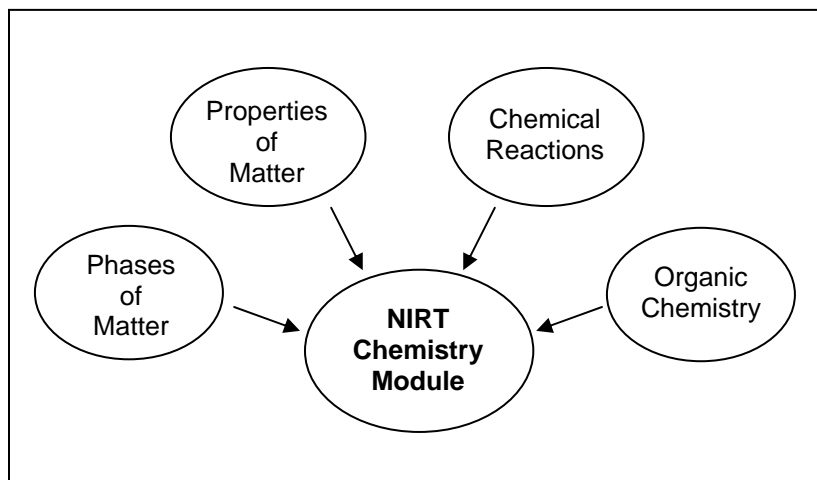 Properties
of
Matter
Chemical
Reactions
Phases
of
Matter
Organic
Chemistry
NIRT
Chemistry
Module